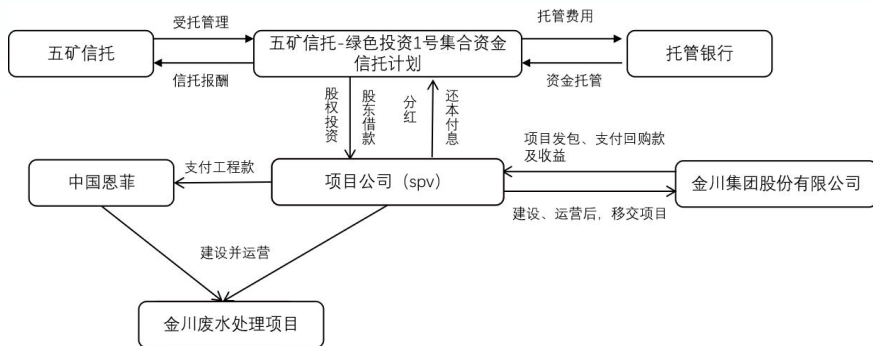 受托管理
托管费用
五矿信托
五矿信托-绿色投资1号集合资金
信托计划
托管银行
信托报酬
资金托管
股权投资
股东借款
分红
还本付息
项目发包、支付回购款
及收益
支付工程款
中国恩菲
项目公司（spv）
金川集团股份有限公司
建设、运营后，移交项目
建设并运营
金川废水处理项目